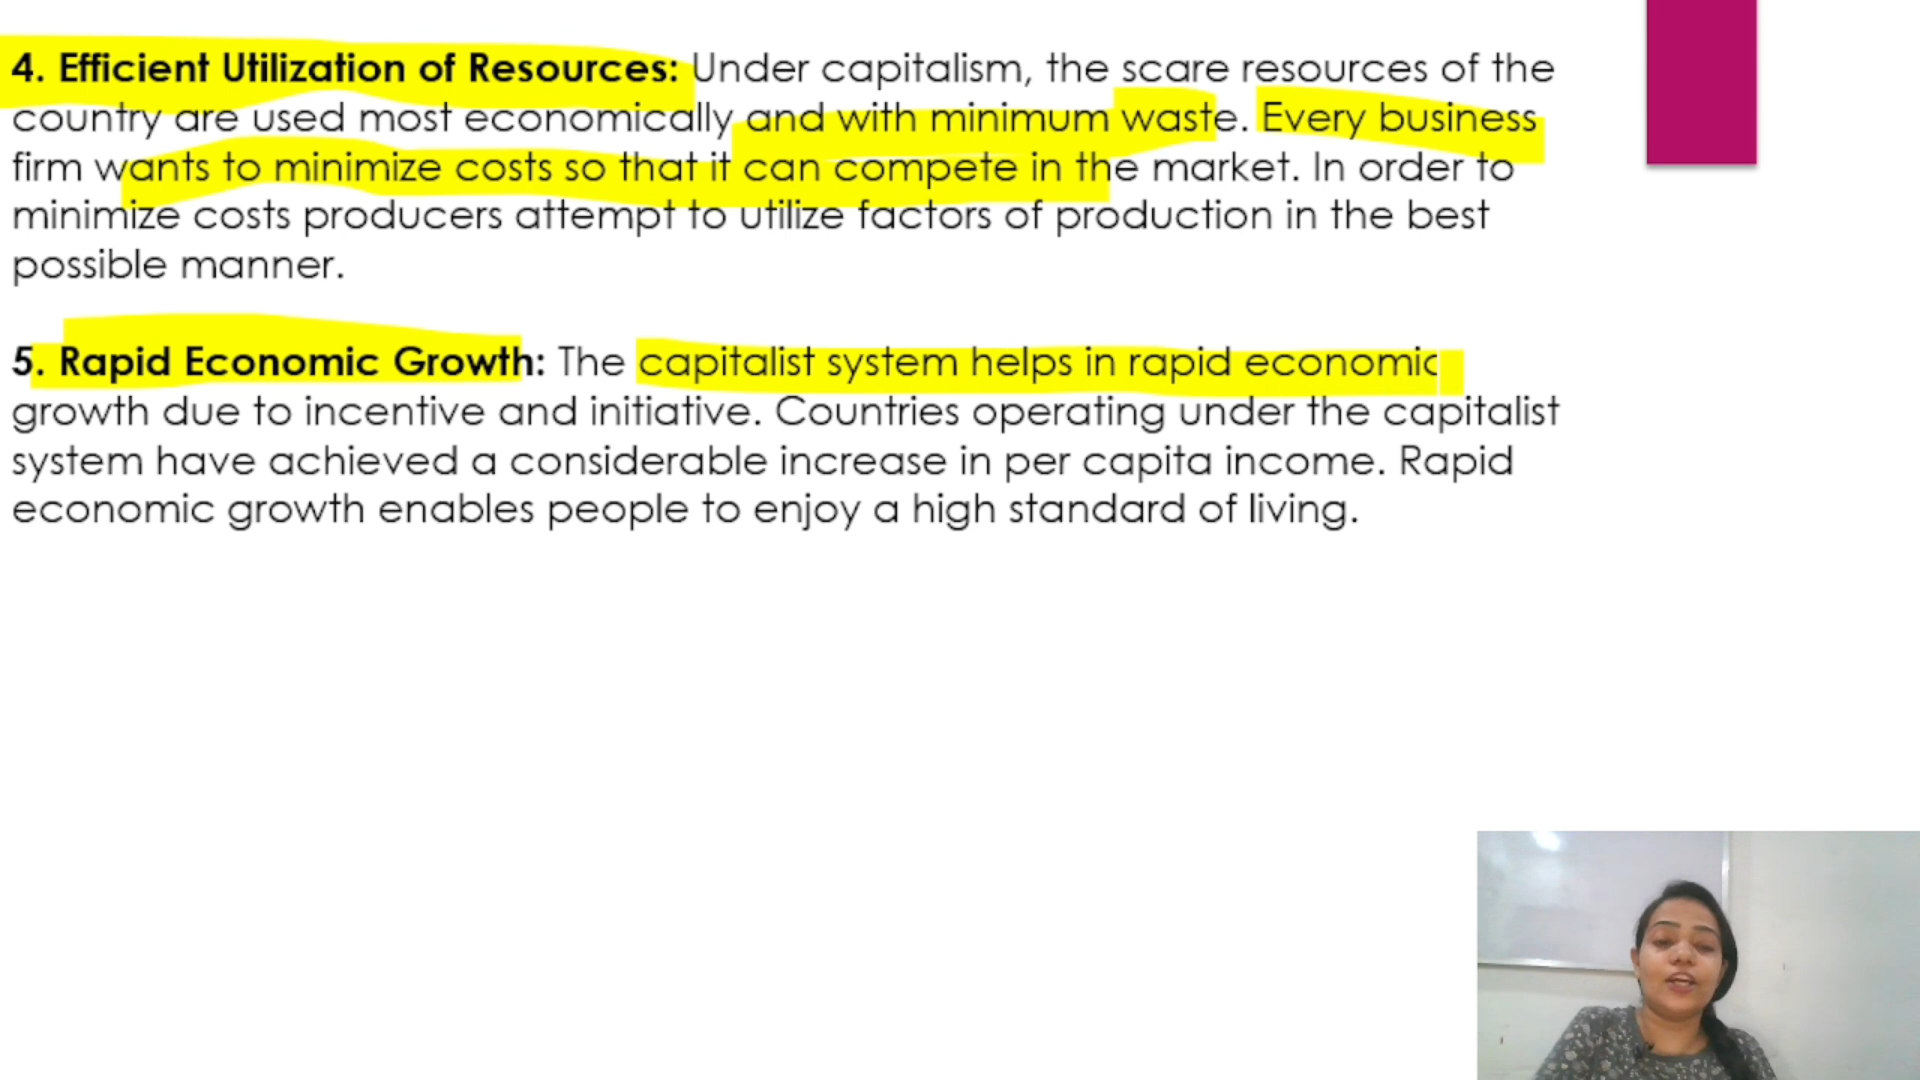 4. Efficient Utilization of Resources: Under capitalism, the scare resources of the
country are used most economically and with minimum waste. Every business
firm wants to minimize costs so that it can compete in the market. In order to
minimize costs producers attempt to utilize factors of production in the best
possible manner.
5. Rapid Economic Growth: The capitalist system helps in rapid economic
growth due to incentive and initiative. Countries operating under the capitalist
system have achieved a considerable increase in per capita income. Rapid
economic growth enables people to enjoy a high standard of living.